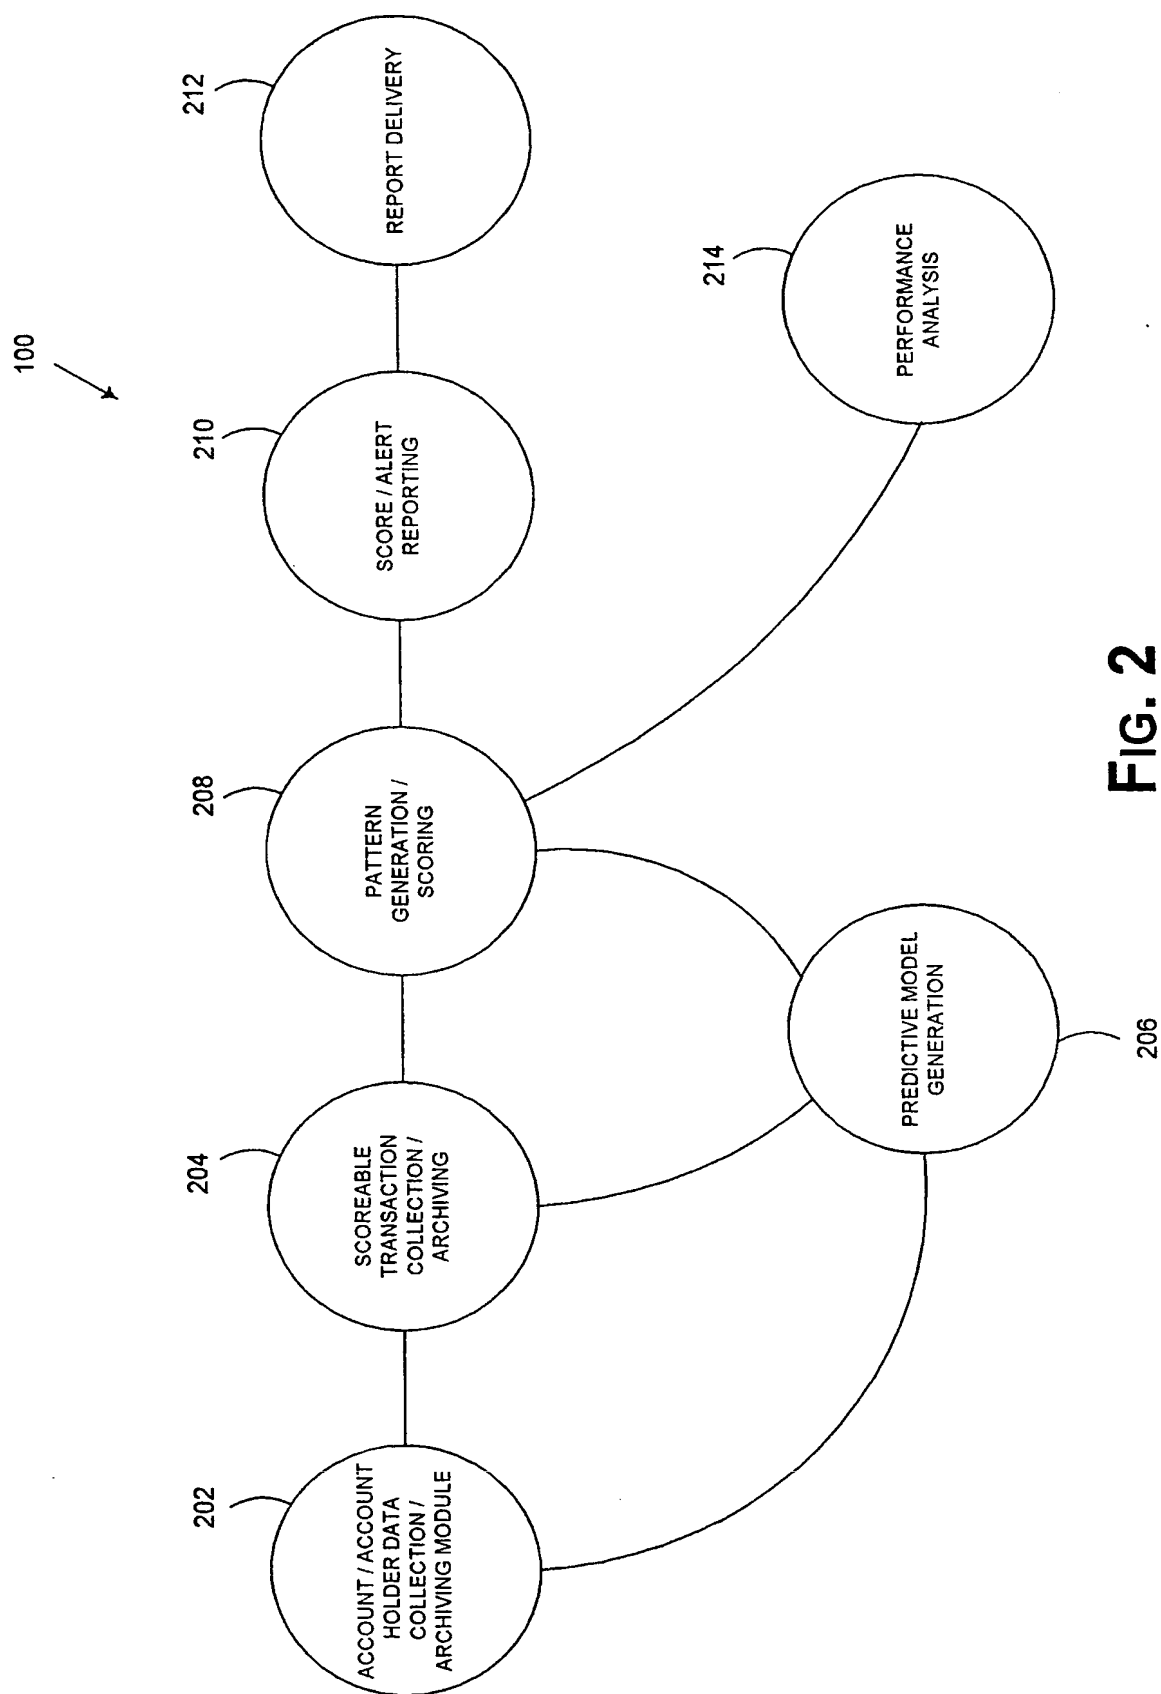 100
202
ACCOUNT / ACCOUNT
HOLDER DATA
COLLECTION /
ARCHIVING MODULE
204
SCOREABLE
TRANSACTION
COLLECTION /
ARCHIVING
208
PATTERN
GENERATION /
SCORING
210
SCORE / ALERT
REPORTING
212
REPORT DELIVERY
PREDICTIVE MODEL
GENERATION
206
214
PERFORMANCE
ANALYSIS
FIG. 2